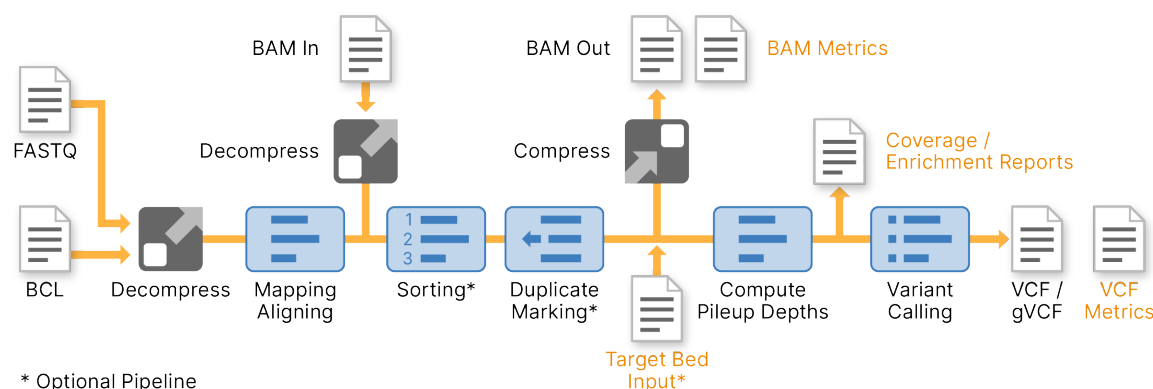 BAM In
BAM Out
BAM Metrics
FASTQ
Decompress
Compress
Coverage /
Enrichment Reports
1
2
3
BCL
Decompress
Mapping
Aligning
Sorting*
Duplicate
Marking*
Compute
Pileup Depths
Variant
Calling
VCF /
gVCF
VCF
Metrics
Target Bed
Input*
* Optional Pipeline